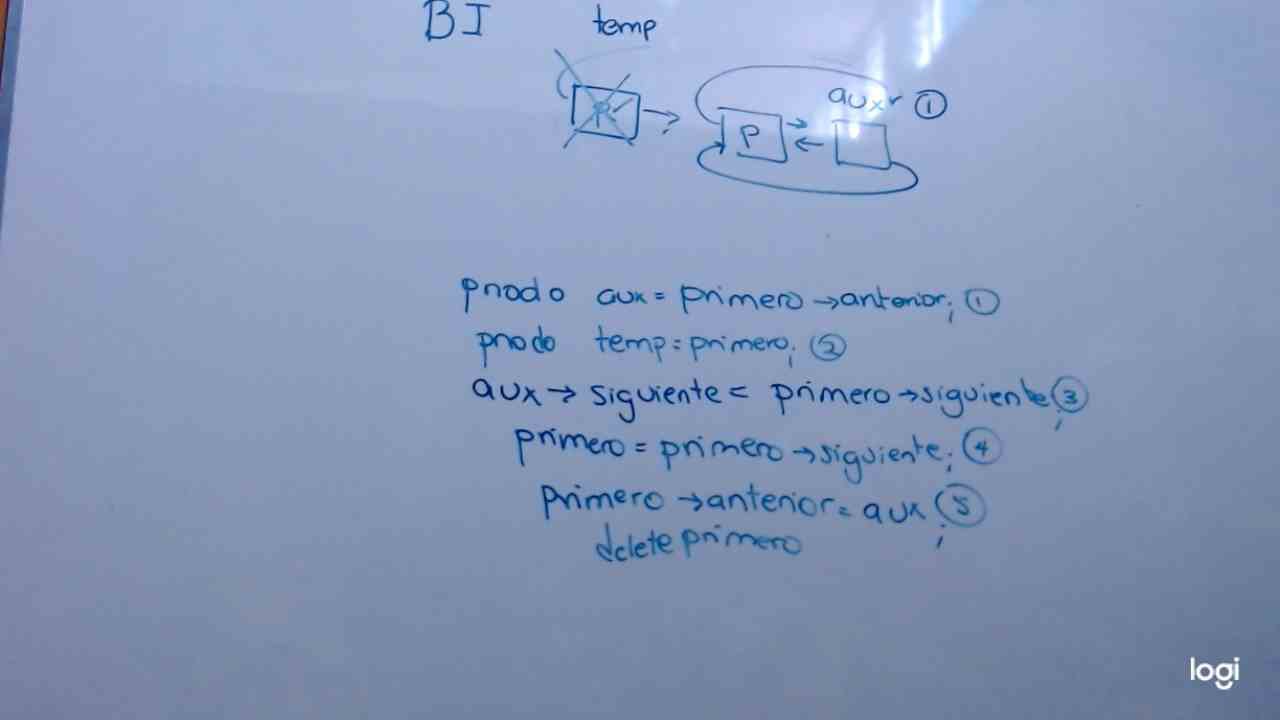 BI temp
P
P
aux r ①
pnodo aux = primero → anterior; ①
pnodo temp = primero; ②
aux → siguiente = primero → siguiente; ③
primero = primero → siguiente; ④
primero → anterior = aux; ⑤
delete primero
logi